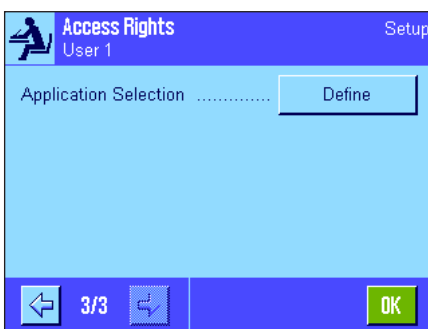 Access Rights Setup
User 1
Application Selection .............. Define
3/3 OK